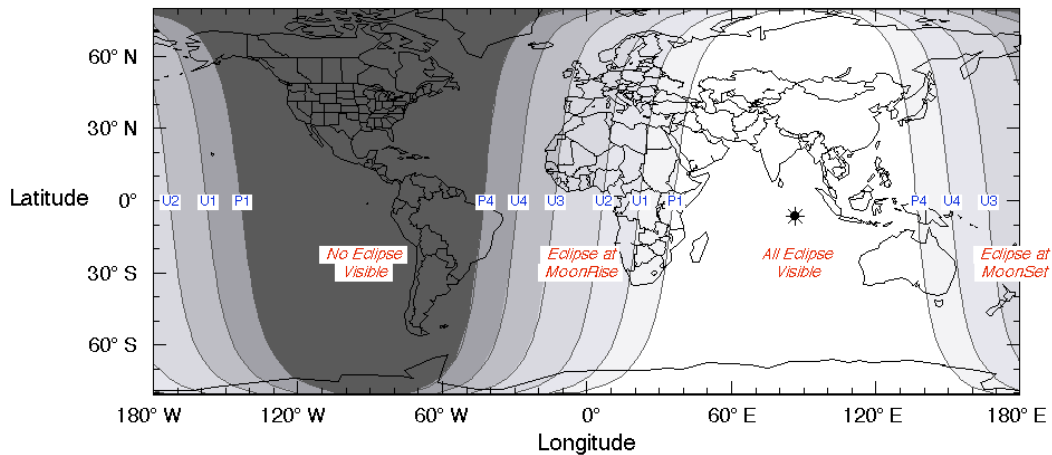 60° N
30° N
Latitude
0°
30° S
60° S
U2 U1 P1 P4 U4 U3 U2 U1 P1 P4 U4 U3
No Eclipse
Visible
Eclipse at
MoonRise
All Eclipse
Visible
Eclipse at
MoonSet
180° W 120° W 60° W 0° 60° E 120° E 180° E
Longitude